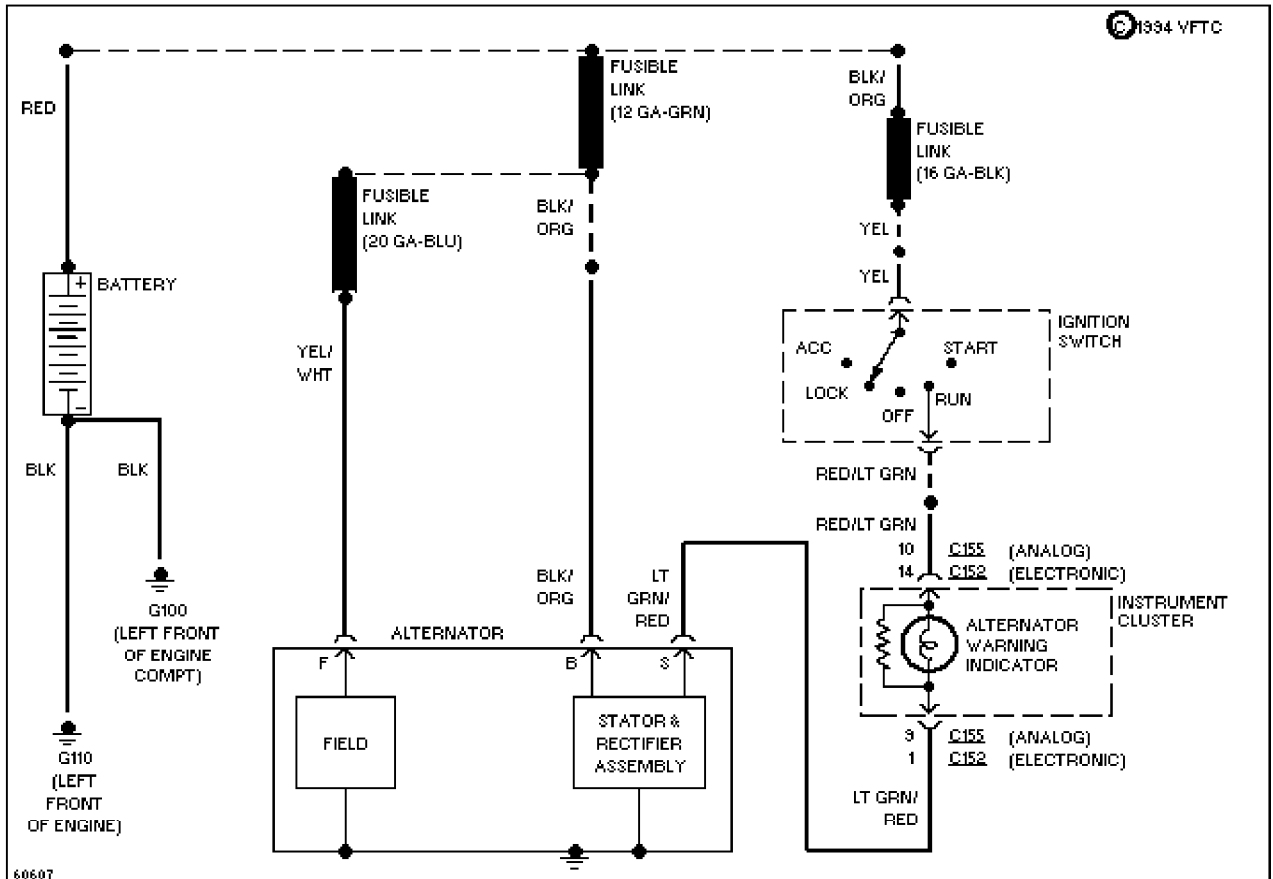 © 1994 VFTC
RED
FUSIBLE
LINK
(12 GA-GRN)
BLK/
ORG
FUSIBLE
LINK
(16 GA-BLK)
FUSIBLE
LINK
(20 GA-BLU)
BLK/
ORG
YEL
YEL
+ BATTERY
−
IGNITION
SWITCH
ACC
START
LOCK
OFF
RUN
YEL/
WHT
BLK
BLK
RED/LT GRN
RED/LT GRN
10 C155 (ANALOG)
14 C152 (ELECTRONIC)
BLK/
ORG
LT
GRN/
RED
G100
(LEFT FRONT
OF ENGINE
COMPT)
ALTERNATOR
F
B
S
INSTRUMENT
CLUSTER
ALTERNATOR
WARNING
INDICATOR
FIELD
STATOR &
RECTIFIER
ASSEMBLY
9 C155 (ANALOG)
1 C152 (ELECTRONIC)
G110
(LEFT
FRONT
OF ENGINE)
LT GRN/
RED
60607